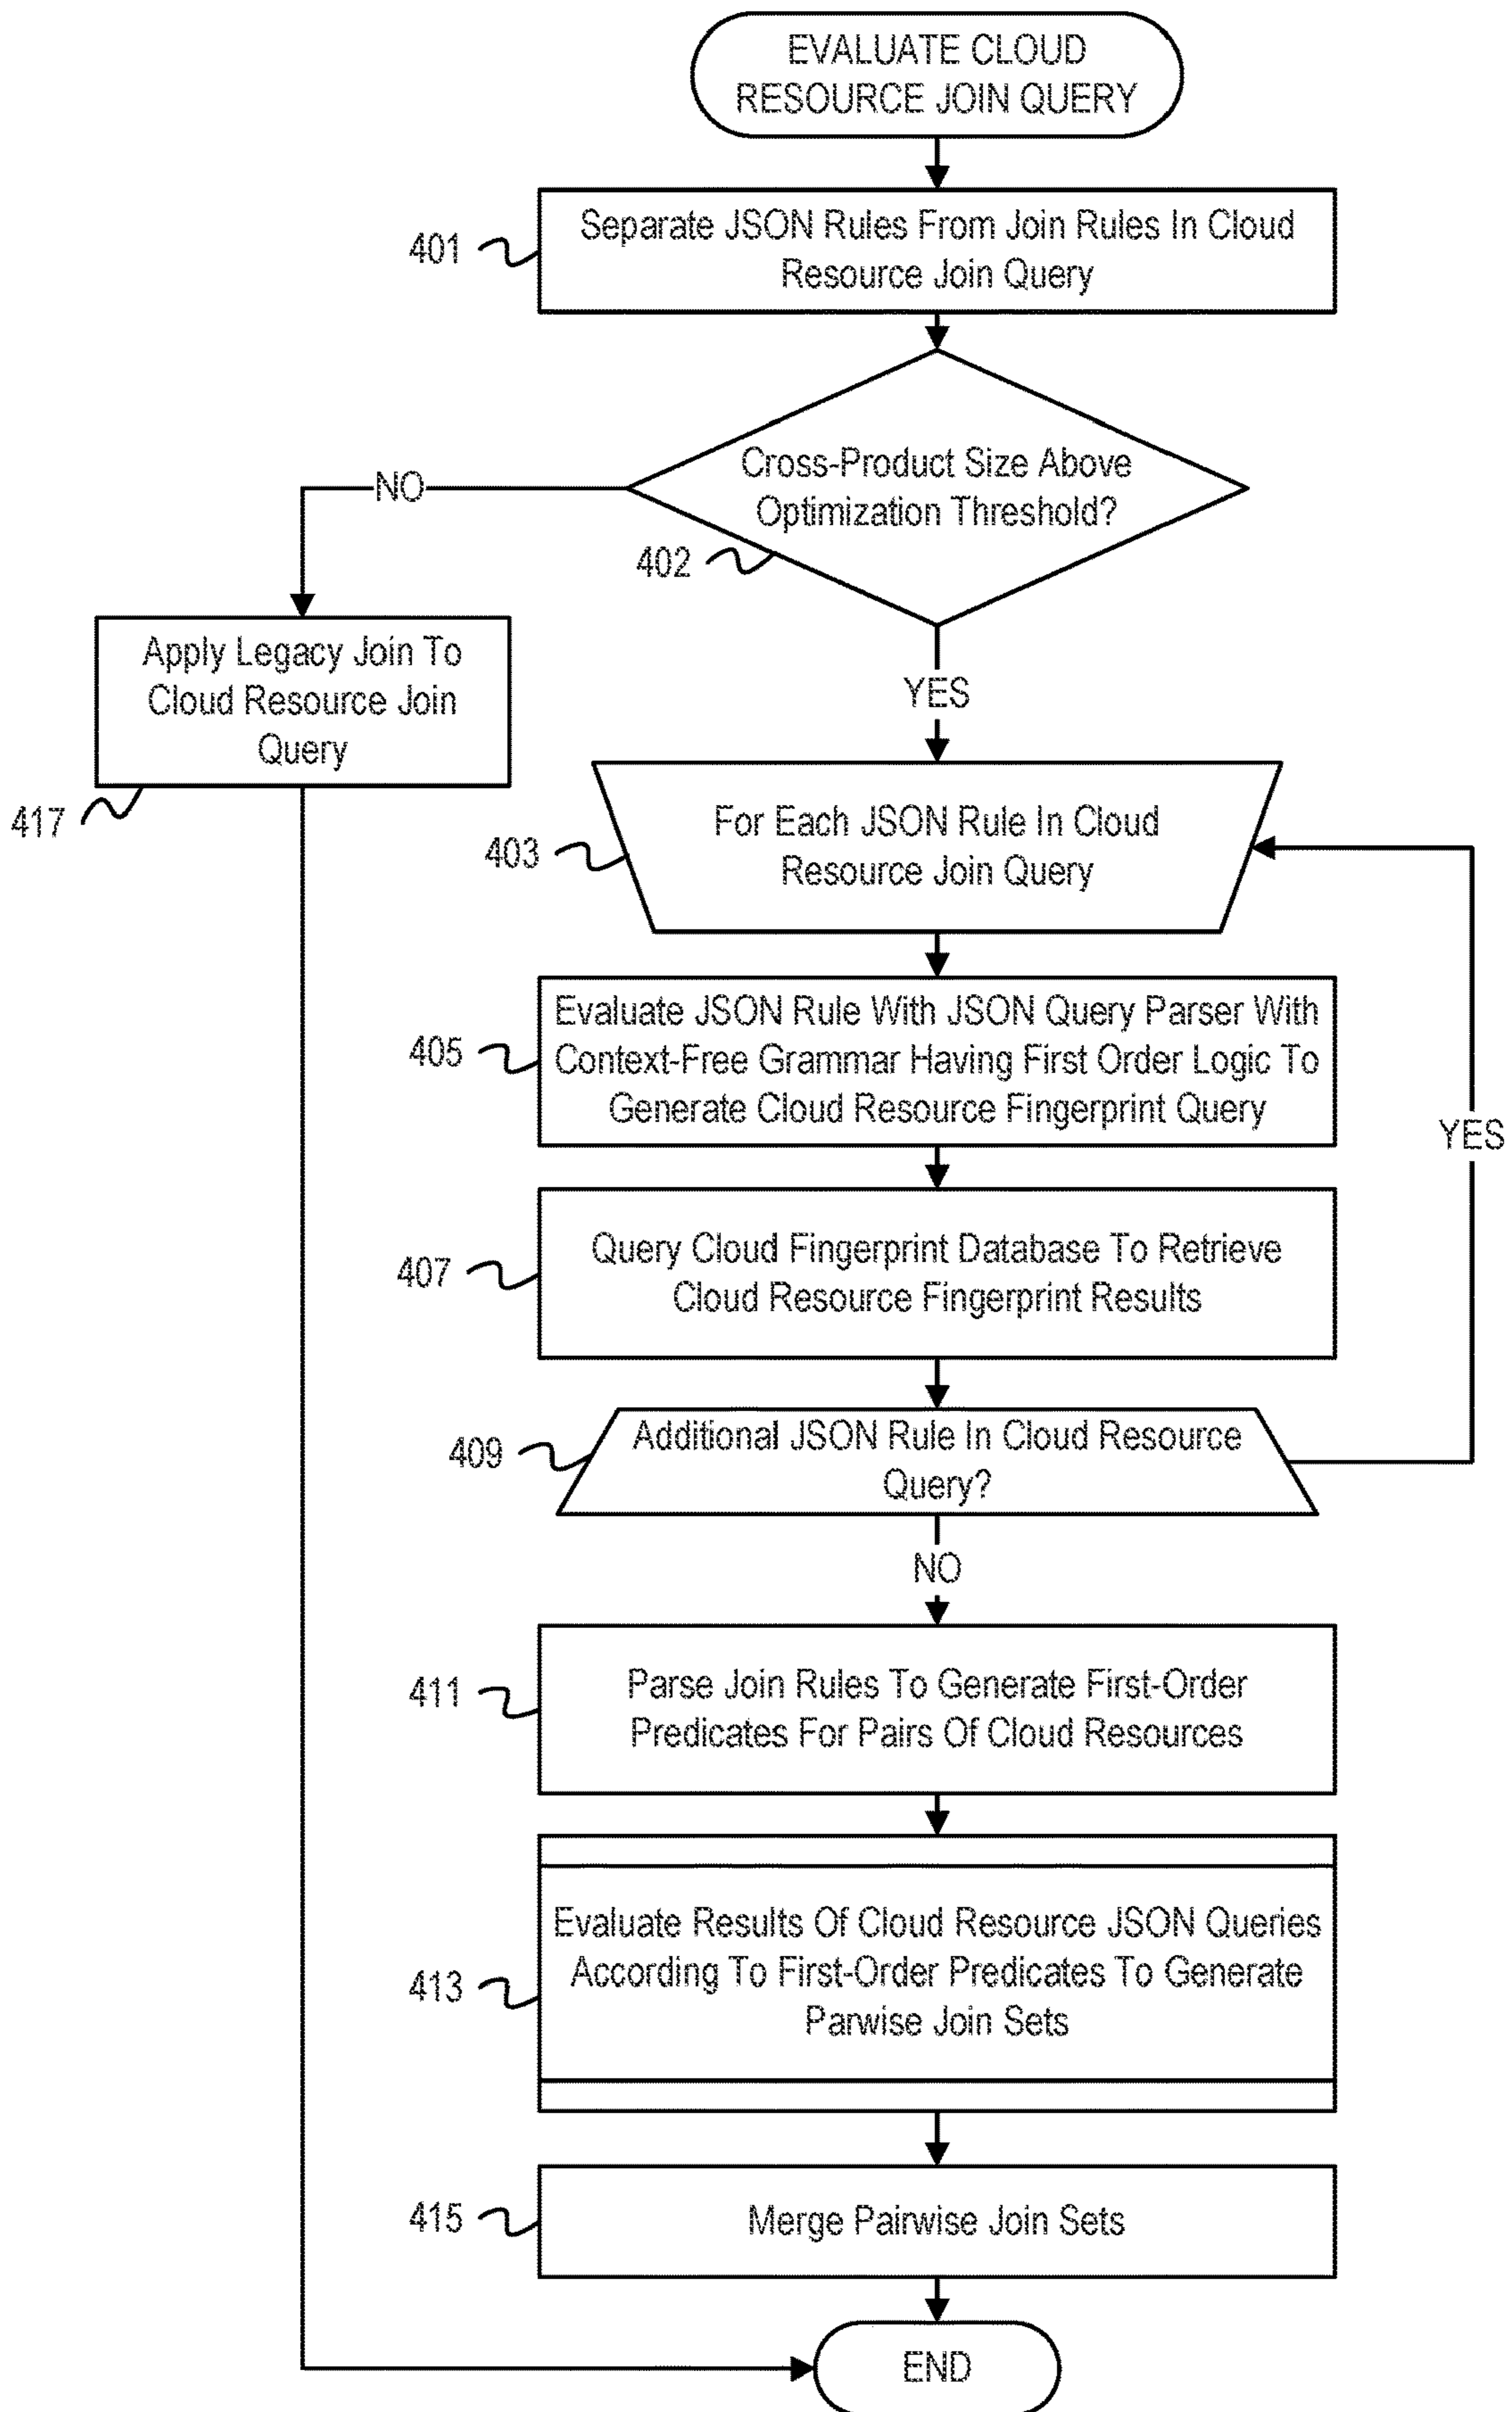 EVALUATE CLOUD
RESOURCE JOIN QUERY
401
Separate JSON Rules From Join Rules In Cloud
Resource Join Query
Cross-Product Size Above
Optimization Threshold?
402
NO
YES
Apply Legacy Join To
Cloud Resource Join
Query
417
403
For Each JSON Rule In Cloud
Resource Join Query
405
Evaluate JSON Rule With JSON Query Parser With
Context-Free Grammar Having First Order Logic To
Generate Cloud Resource Fingerprint Query
YES
407
Query Cloud Fingerprint Database To Retrieve
Cloud Resource Fingerprint Results
409
Additional JSON Rule In Cloud Resource
Query?
NO
411
Parse Join Rules To Generate First-Order
Predicates For Pairs Of Cloud Resources
413
Evaluate Results Of Cloud Resource JSON Queries
According To First-Order Predicates To Generate
Parwise Join Sets
415
Merge Pairwise Join Sets
END